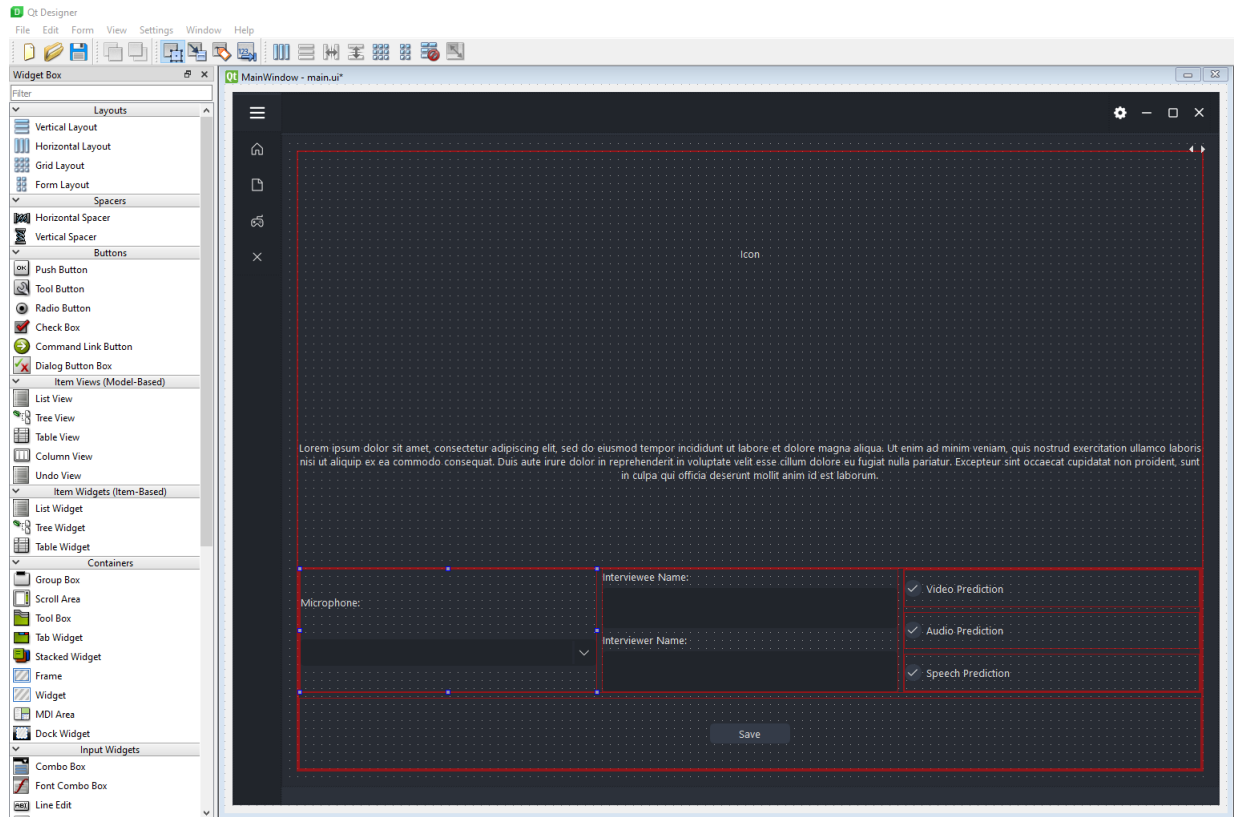 Qt Designer
File Edit Form View Settings Window Help
Widget Box
MainWindow - main.ui*
Filter
Layouts
Vertical Layout
Horizontal Layout
Grid Layout
Form Layout
Spacers
Horizontal Spacer
Vertical Spacer
Buttons
Push Button
Tool Button
Radio Button
Check Box
Command Link Button
Dialog Button Box
Item Views (Model-Based)
List View
Tree View
Table View
Column View
Undo View
Item Widgets (Item-Based)
List Widget
Tree Widget
Table Widget
Containers
Group Box
Scroll Area
Tool Box
Tab Widget
Stacked Widget
Frame
Widget
MDI Area
Dock Widget
Input Widgets
Combo Box
Font Combo Box
Line Edit
Icon
Lorem ipsum dolor sit amet, consectetur adipiscing elit, sed do eiusmod tempor incididunt ut labore et dolore magna aliqua. Ut enim ad minim veniam, quis nostrud exercitation ullamco laboris
nisi ut aliquip ex ea commodo consequat. Duis aute irure dolor in reprehenderit in voluptate velit esse cillum dolore eu fugiat nulla pariatur. Excepteur sint occaecat cupidatat non proident, sunt
in culpa qui officia deserunt mollit anim id est laborum.
Microphone:
Interviewee Name:
Interviewer Name:
Video Prediction
Audio Prediction
Speech Prediction
Save